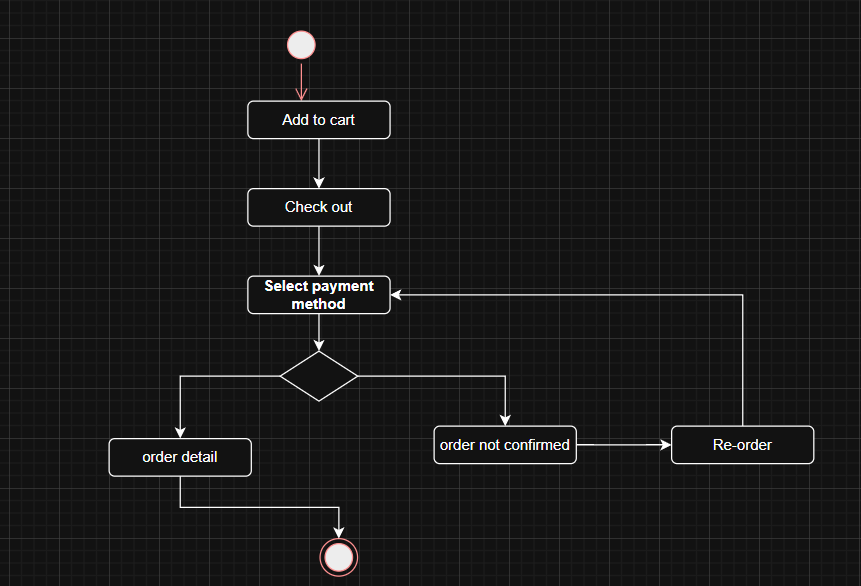 Add to cart
Check out
Select payment
method
order not confirmed
Re-order
order detail